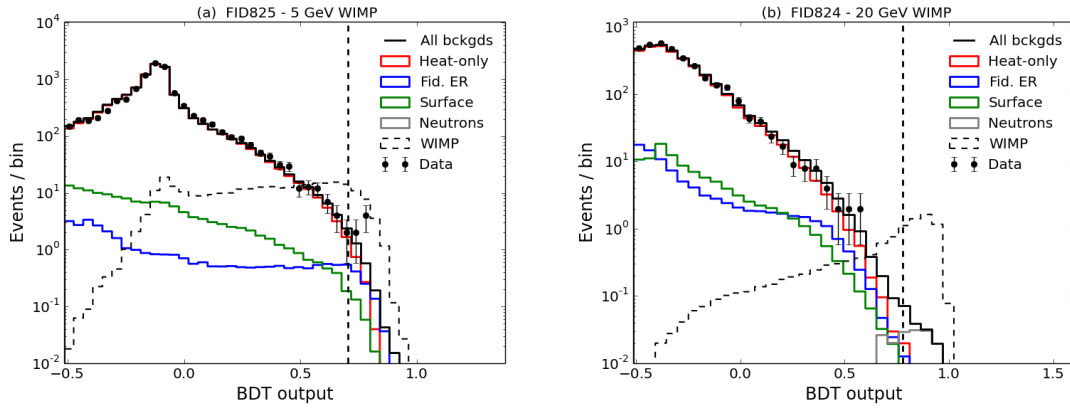 (a) FID825 - 5 GeV WIMP
10^4
10^3
10^2
10^1
10^0
10^-1
10^-2
Events / bin
All bckgds
Heat-only
Fid. ER
Surface
Neutrons
WIMP
Data
-0.5
0.0
0.5
1.0
BDT output
(b) FID824 - 20 GeV WIMP
10^3
10^2
10^1
10^0
10^-1
10^-2
Events / bin
All bckgds
Heat-only
Fid. ER
Surface
Neutrons
WIMP
Data
-0.5
0.0
0.5
1.0
1.5
BDT output